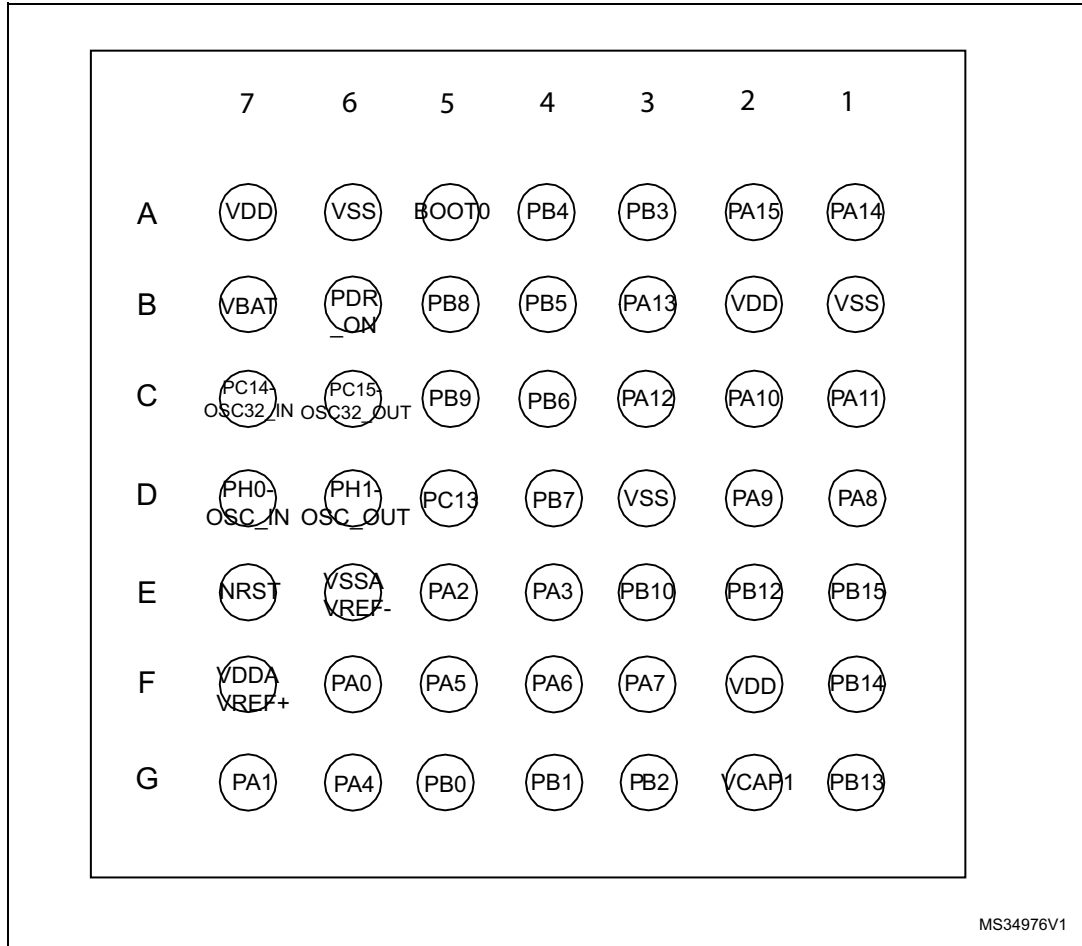 7 6 5 4 3 2 1
A VDD VSS BOOT0 PB4 PB3 PA15 PA14
B VBAT PDR PB8 PB5 PA13 VDD VSS
_ON
C PC14- PC15- PB9 PB6 PA12 PA10 PA11
OSC32_IN OSC32_OUT
D PH0- PH1- PC13 PB7 VSS PA9 PA8
OSC_IN OSC_OUT
E NRST VSSA PA2 PA3 PB10 PB12 PB15
VREF-
F VDDA PA0 PA5 PA6 PA7 VDD PB14
VREF+
G PA1 PA4 PB0 PB1 PB2 VCAP1 PB13
MS34976V1